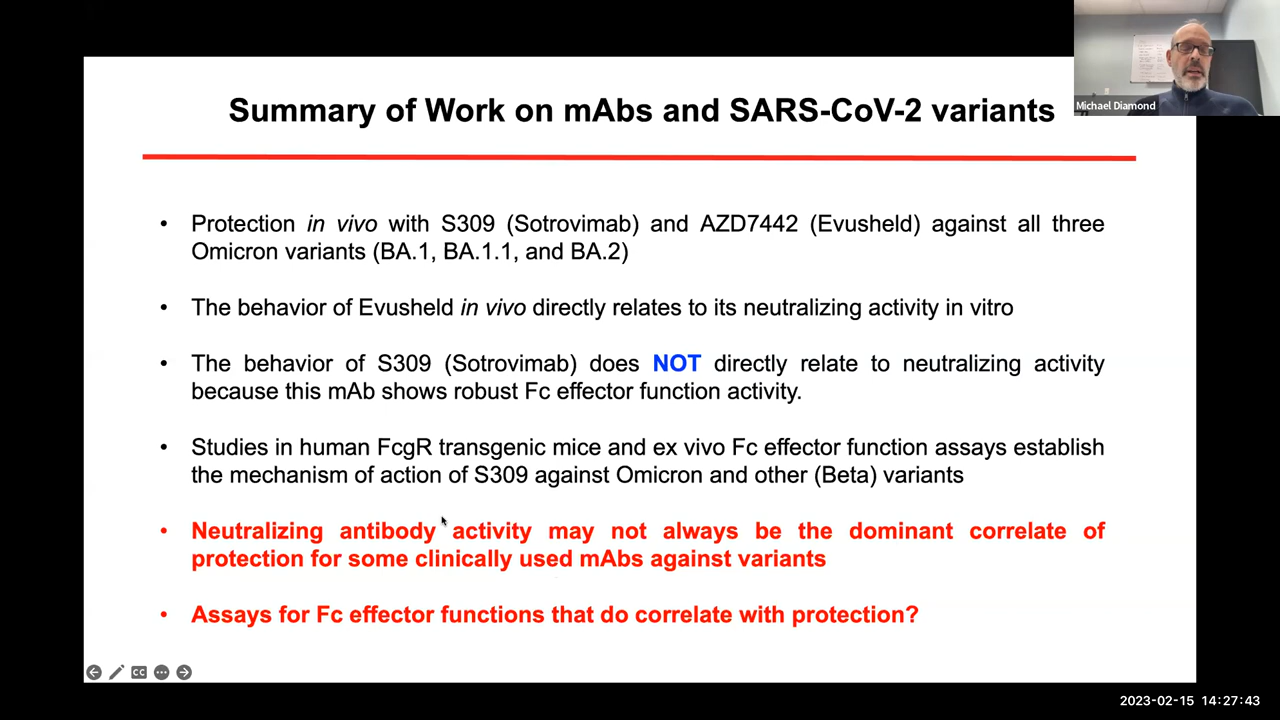 Summary of Work on mAbs and SARS-CoV-2 variants
Michael Diamond
• Protection in vivo with S309 (Sotrovimab) and AZD7442 (Evusheld) against all three
Omicron variants (BA.1, BA.1.1, and BA.2)
• The behavior of Evusheld in vivo directly relates to its neutralizing activity in vitro
• The behavior of S309 (Sotrovimab) does NOT directly relate to neutralizing activity
because this mAb shows robust Fc effector function activity.
• Studies in human FcgR transgenic mice and ex vivo Fc effector function assays establish
the mechanism of action of S309 against Omicron and other (Beta) variants
• Neutralizing antibody activity may not always be the dominant correlate of
protection for some clinically used mAbs against variants
• Assays for Fc effector functions that do correlate with protection?
CC
2023-02-15 14:27:43